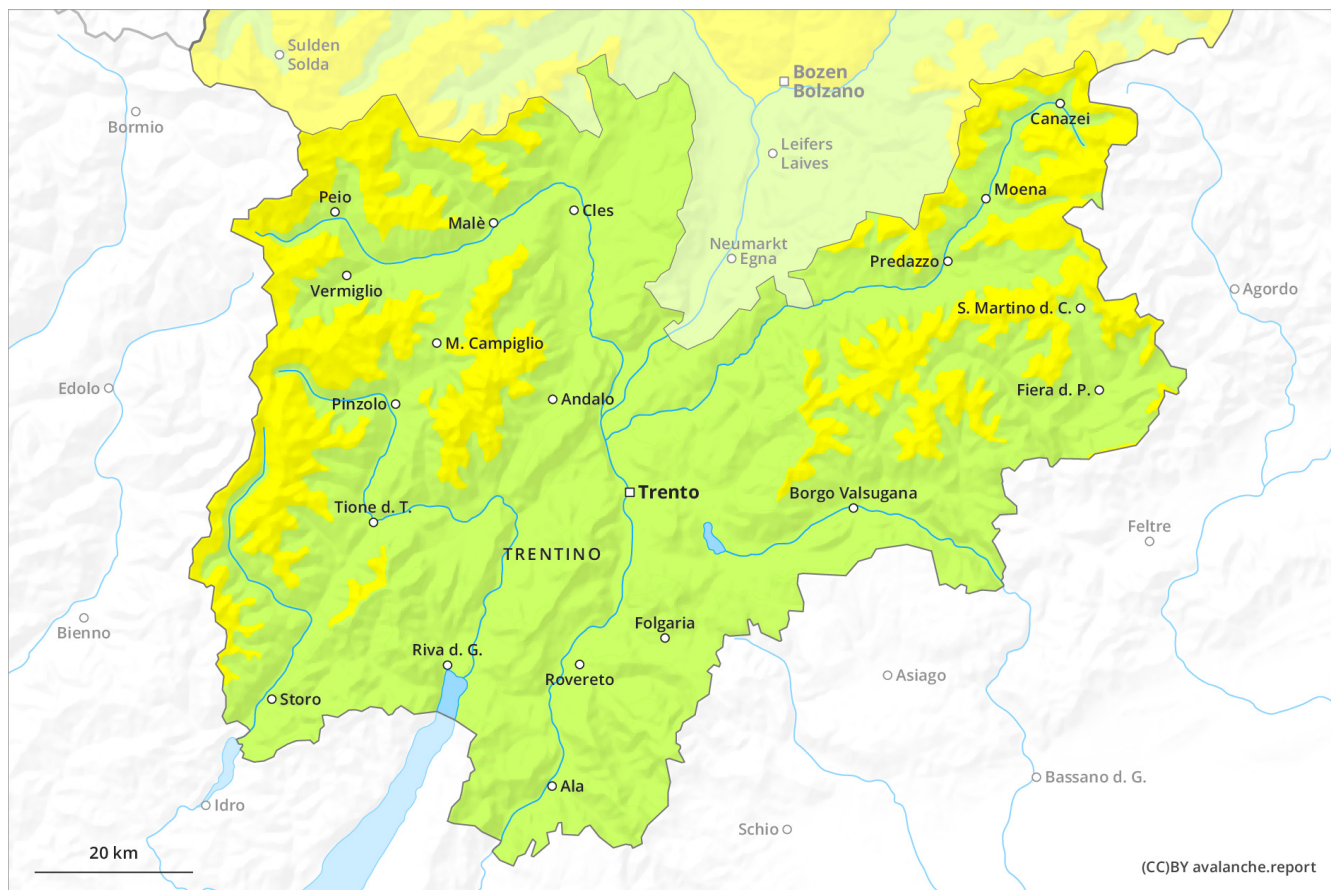 Sulden
Solda
Bozen
Bolzano
Bormio
Canazei
Leifers
Laives
Peio
Moena
Malè
Cles
Neumarkt
Egna
Predazzo
Vermiglio
Agordo
S. Martino d. C.
M. Campiglio
Edolo
Fiera d. P.
Pinzolo
Andalo
Trento
Borgo Valsugana
Tione d. T.
Feltre
TRENTINO
Bienno
Folgaria
Riva d. G.
Asiago
Rovereto
Storo
Bassano d. G.
Ala
Idro
Schio
20 km
(CC)BY avalanche.report